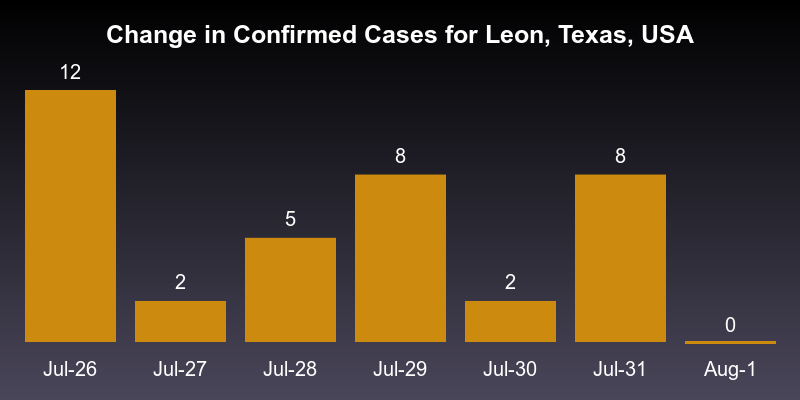 Change in Confirmed Cases for Leon, Texas, USA
12
2
5
8
2
8
0
Jul-26
Jul-27
Jul-28
Jul-29
Jul-30
Jul-31
Aug-1